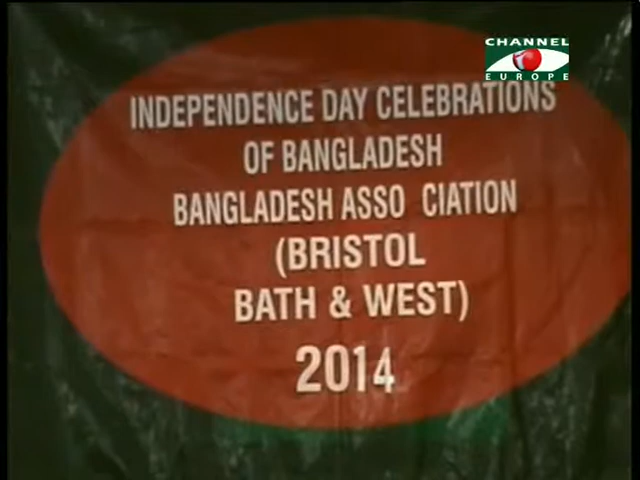 CHANNEL
EUROPE
INDEPENDENCE DAY CELEBRATIONS
OF BANGLADESH
BANGLADESH ASSO CIATION
(BRISTOL
BATH & WEST)
2014